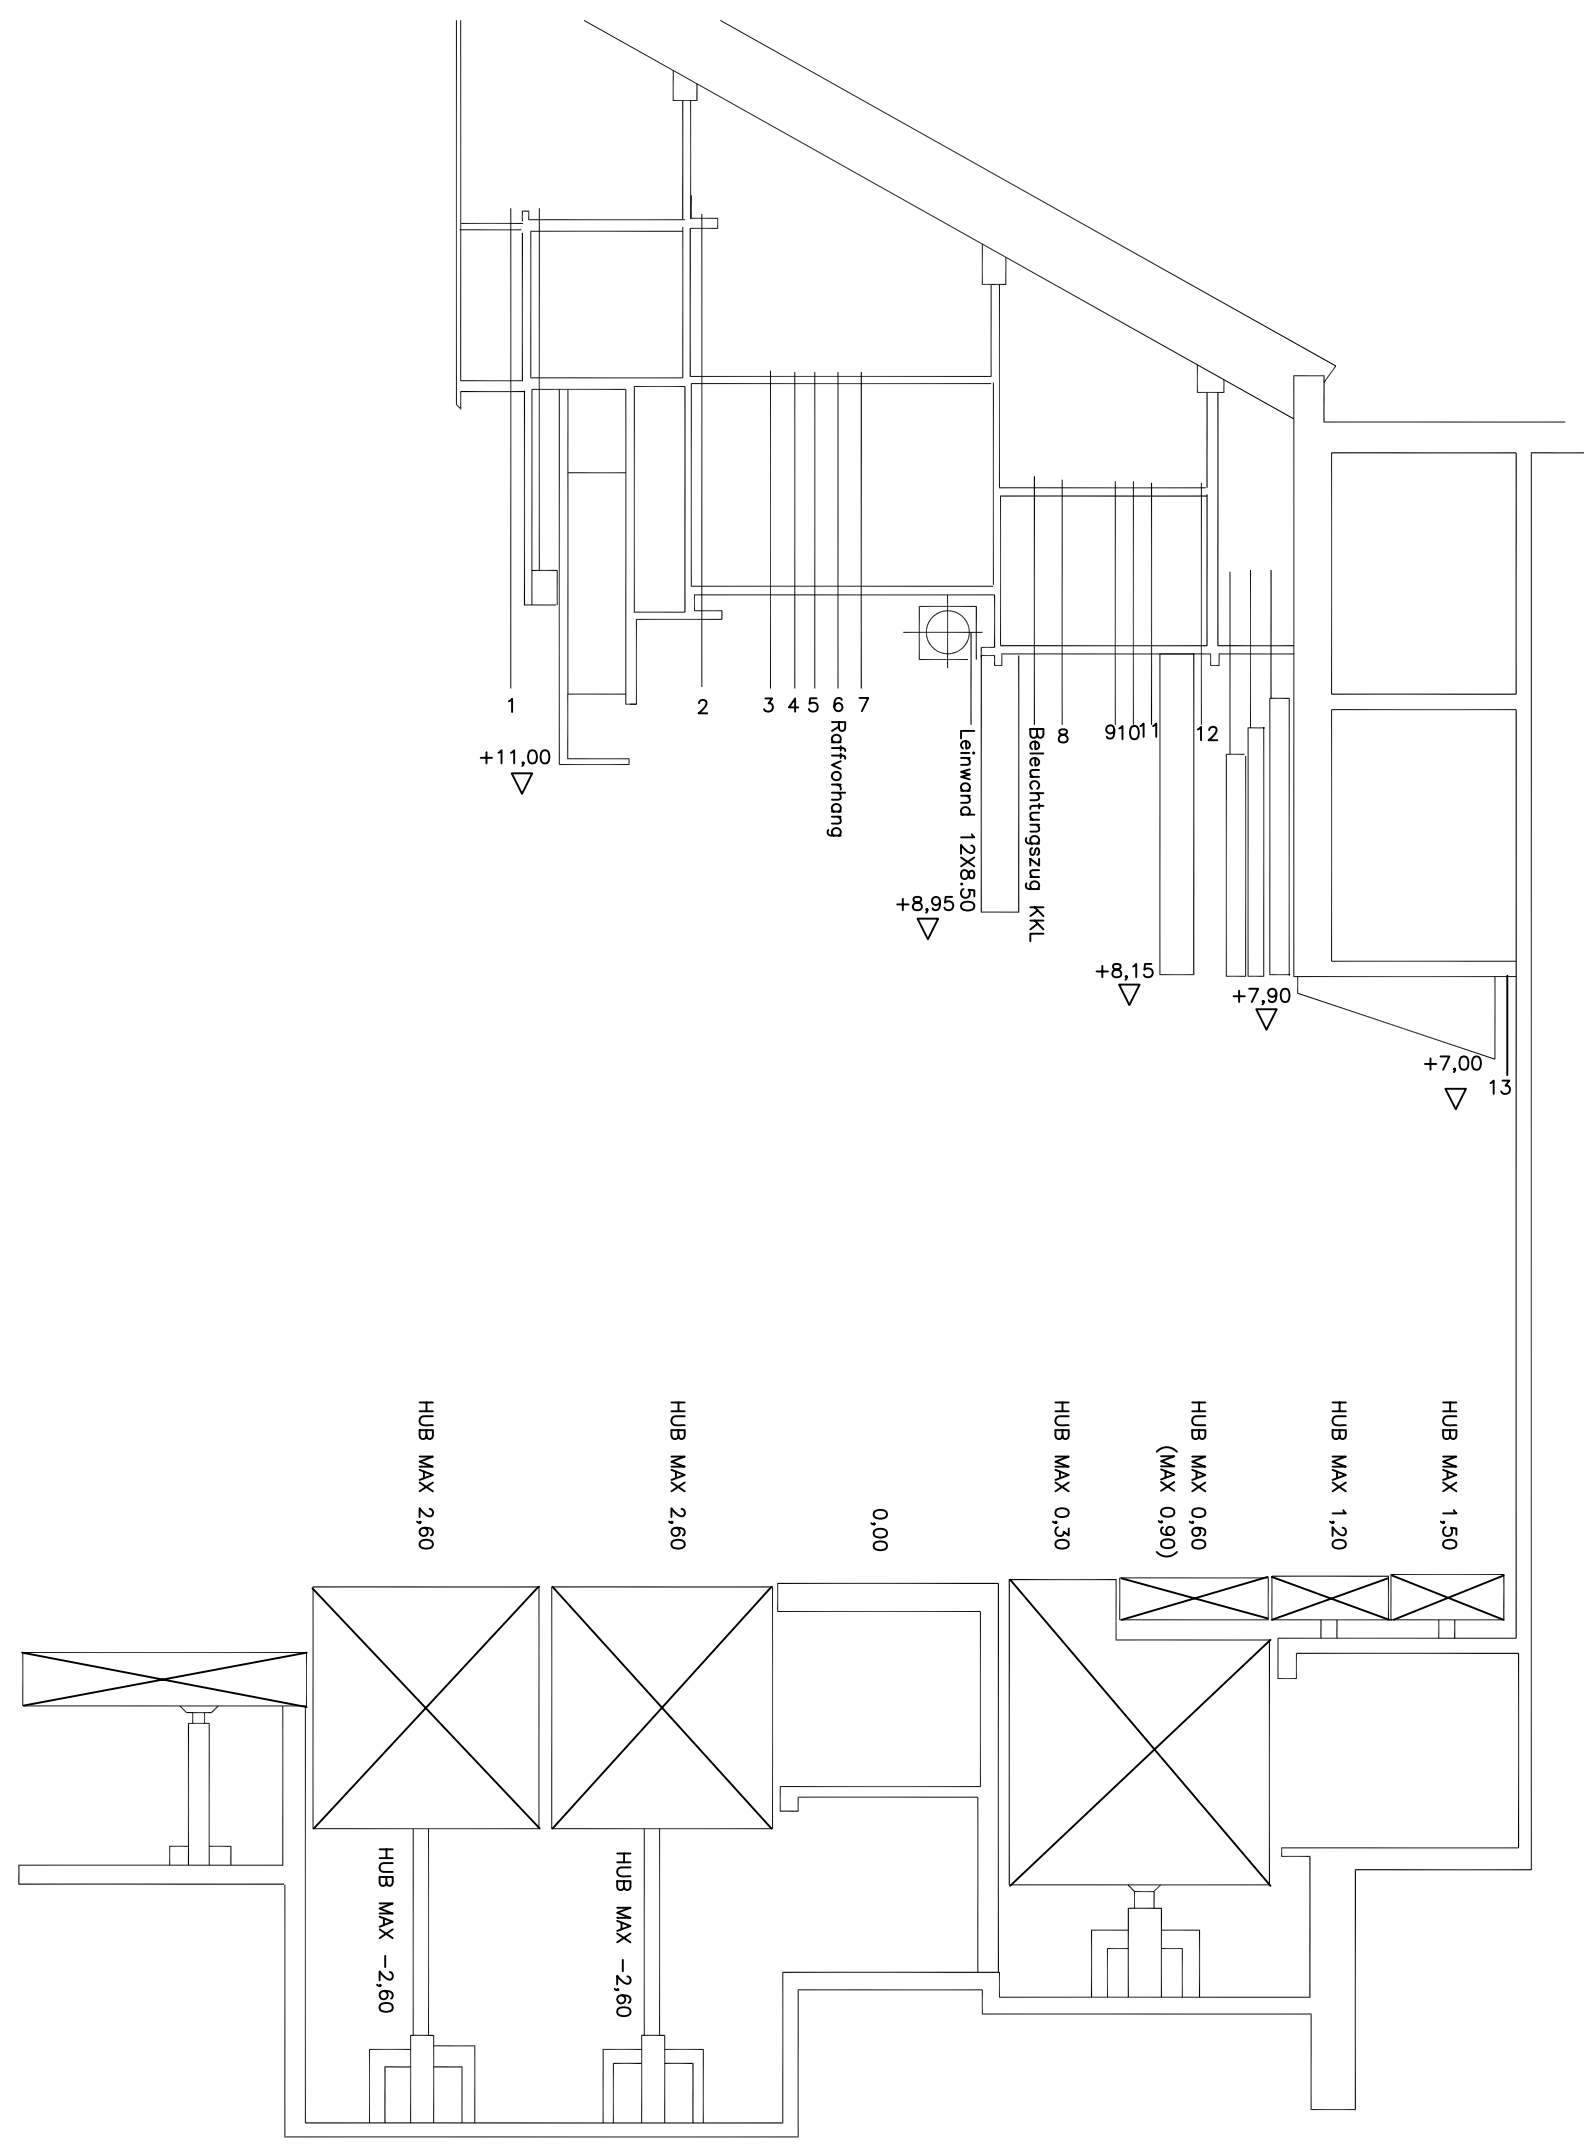 1
2
3
4
5
6
7
Raffvorhang
Leinwand 12X8.50
Beleuchtungszug KKL
8
9
10
11
12
+11,00
+8,95
+8,15
+7,90
+7,00
13
HUB MAX 2,60
HUB MAX 2,60
0,00
HUB MAX 0,30
HUB MAX 0,60
(MAX 0,90)
HUB MAX 1,20
HUB MAX 1,50
HUB MAX -2,60
HUB MAX -2,60